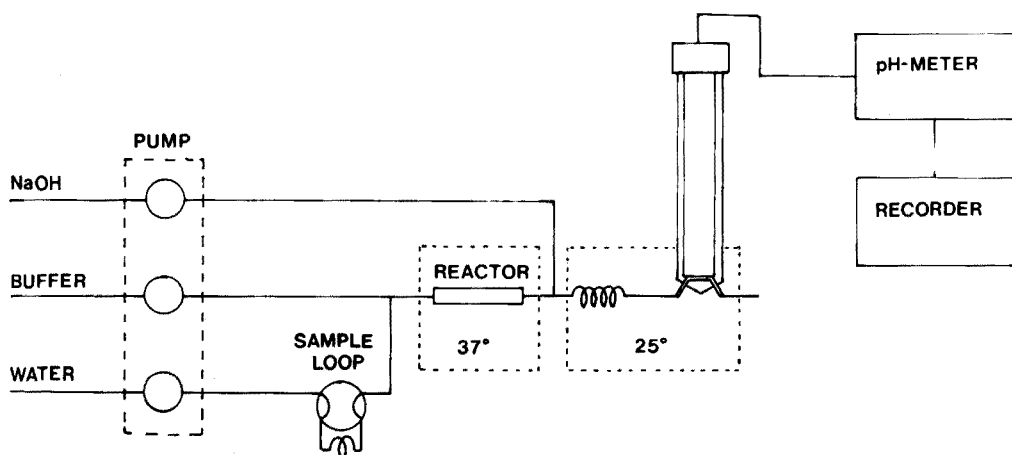 pH-METER
PUMP
NaOH
RECORDER
REACTOR
BUFFER
SAMPLE
LOOP
37°
25°
WATER